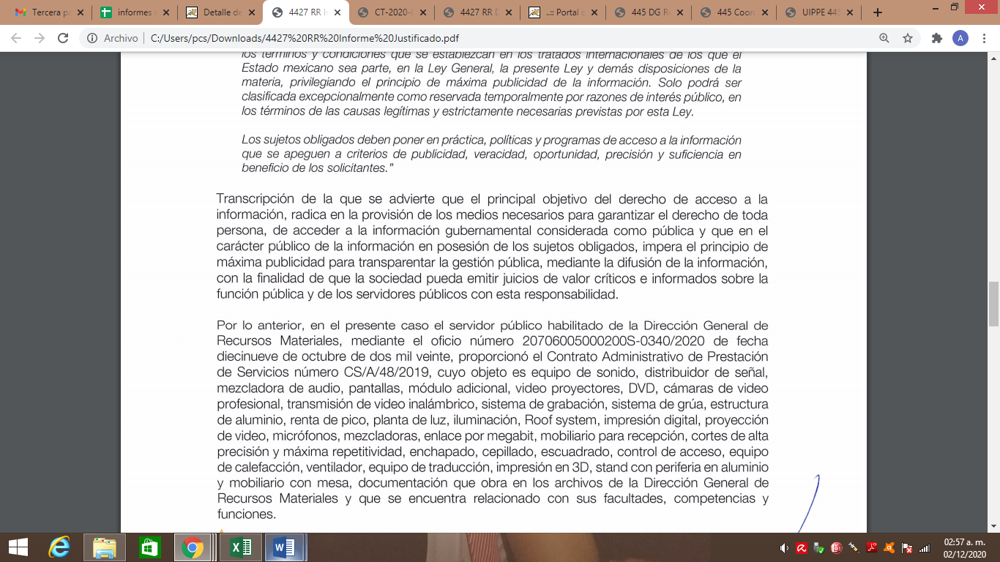 Tercera pa
informes
Detalle de
4427 RR I
CT-2020-
4427 RR D
..:: Portal
445 DG R
445 Coor
UIPPE 44
Archivo
C:/Users/pcs/Downloads/4427%20RR%20Informe%20Justificado.pdf
A
los términos y condiciones que se establezcan en los tratados internacionales de los que el
Estado mexicano sea parte, en la Ley General, la presente Ley y demás disposiciones de la
materia, privilegiando el principio de máxima publicidad de la información. Solo podrá ser
clasificada excepcionalmente como reservada temporalmente por razones de interés público, en
los términos de las causas legítimas y estrictamente necesarias previstas por esta Ley.
Los sujetos obligados deben poner en práctica, políticas y programas de acceso a la información
que se apeguen a criterios de publicidad, veracidad, oportunidad, precisión y suficiencia en
beneficio de los solicitantes."
Transcripción de la que se advierte que el principal objetivo del derecho de acceso a la
información, radica en la provisión de los medios necesarios para garantizar el derecho de toda
persona, de acceder a la información gubernamental considerada como pública y que en el
carácter público de la información en posesión de los sujetos obligados, impera el principio de
máxima publicidad para transparentar la gestión pública, mediante la difusión de la información,
con la finalidad de que la sociedad pueda emitir juicios de valor críticos e informados sobre la
función pública y de los servidores públicos con esta responsabilidad.
Por lo anterior, en el presente caso el servidor público habilitado de la Dirección General de
Recursos Materiales, mediante el oficio número 20706005000200S-0340/2020 de fecha
diecinueve de octubre de dos mil veinte, proporcionó el Contrato Administrativo de Prestación
de Servicios número CS/A/48/2019, cuyo objeto es equipo de sonido, distribuidor de señal,
mezcladora de audio, pantallas, módulo adicional, video proyectores, DVD, cámaras de video
profesional, transmisión de video inalámbrico, sistema de grabación, sistema de grúa, estructura
de aluminio, renta de pico, planta de luz, iluminación, Roof system, impresión digital, proyección
de video, micrófonos, mezcladoras, enlace por megabit, mobiliario para recepción, cortes de alta
precisión y máxima repetitividad, enchapado, cepillado, escuadrado, control de acceso, equipo
de calefacción, ventilador, equipo de traducción, impresión en 3D, stand con periferia en aluminio
y mobiliario con mesa, documentación que obra en los archivos de la Dirección General de
Recursos Materiales y que se encuentra relacionado con sus facultades, competencias y
funciones.
02:57 a. m.
02/12/2020